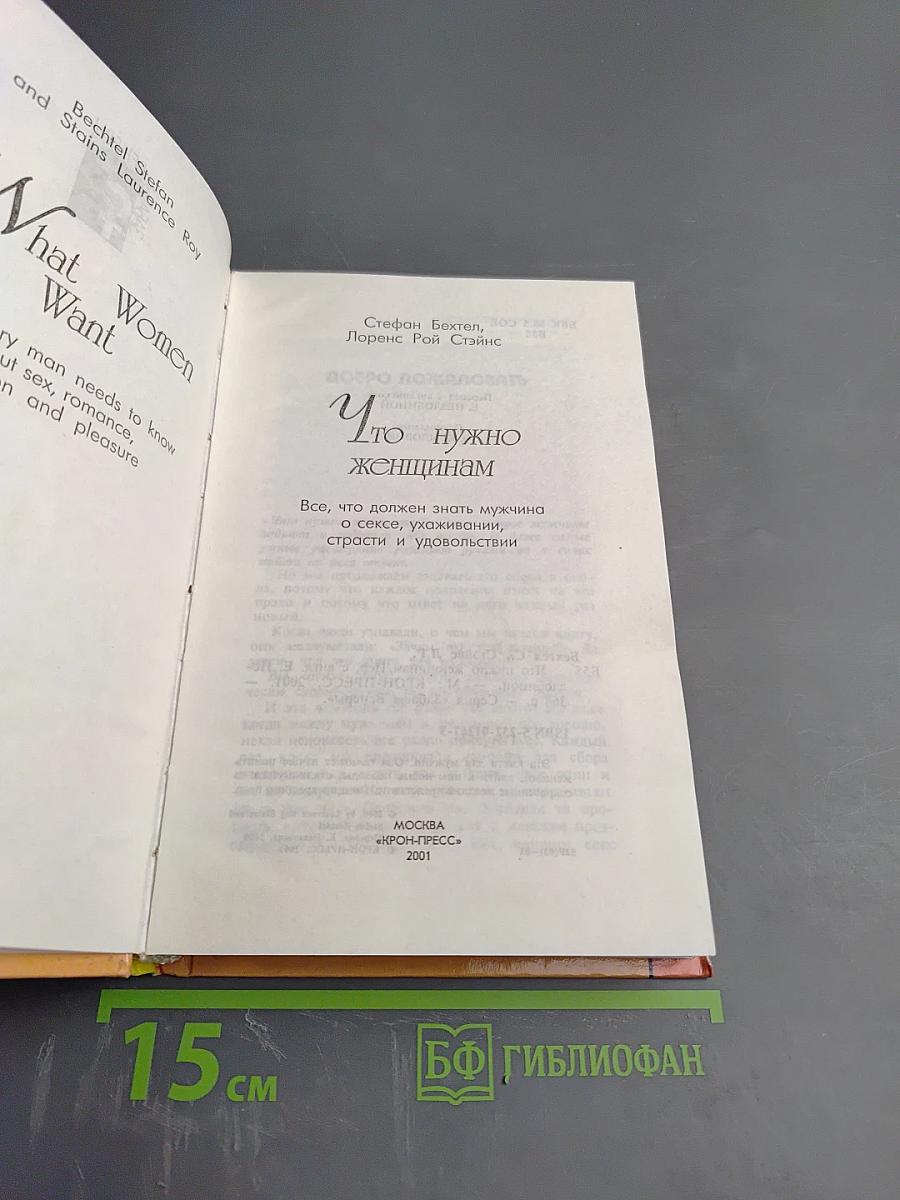 Bechtel Stefan
and Stains Laurence Roy
What Women
Want
ry man needs to know
ut sex, romance,
n and pleasure
Стефан Бехтел,
Лоренс Рой Стэйнс
Что нужно
женщинам
Все, что должен знать мужчина
о сексе, ухаживании,
страсти и удовольствии
МОСКВА
«КРОН-ПРЕСС»
2001
15 см
БФ ГИБЛИОФАН